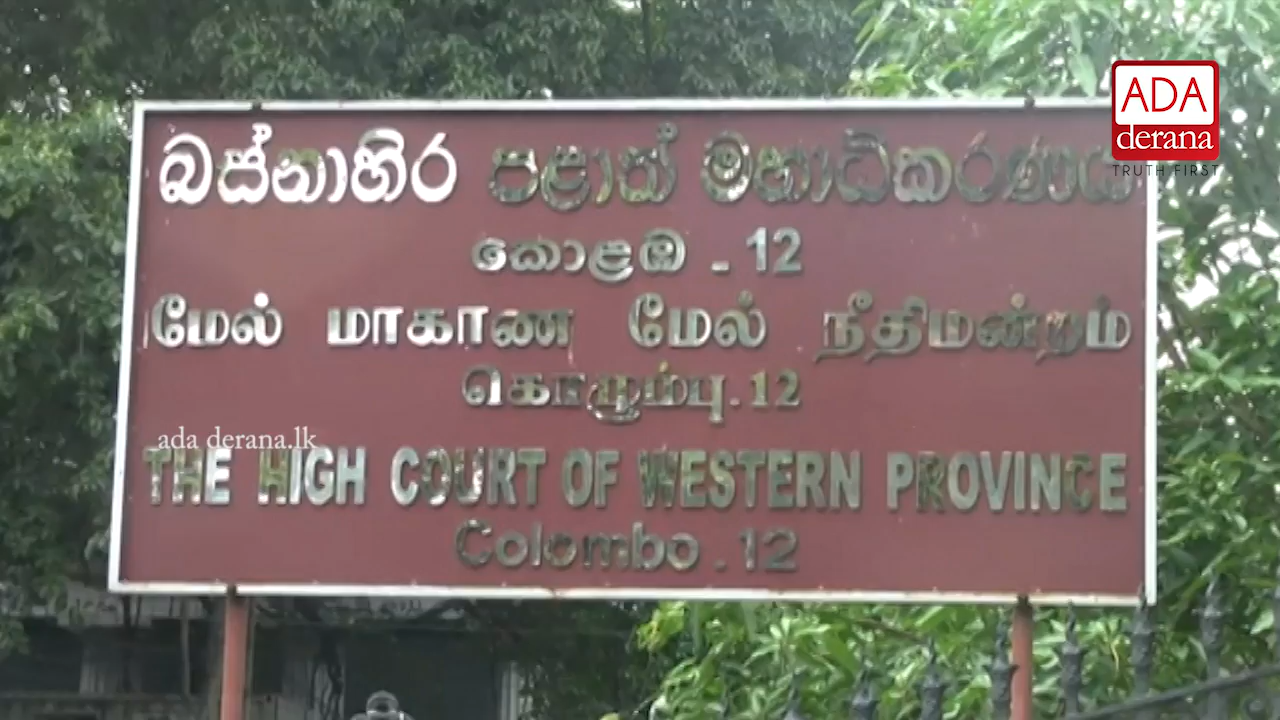 ADA
derana
TRUTH FIRST
බස්නාහිර පළාත් මහාධිකරණය
කොළඹ - 12
மேல் மாகாண மேல் நீதிமன்றம்
கொழும்பு.12
ada derana.lk
THE HIGH COURT OF WESTERN PROVINCE
Colombo.12